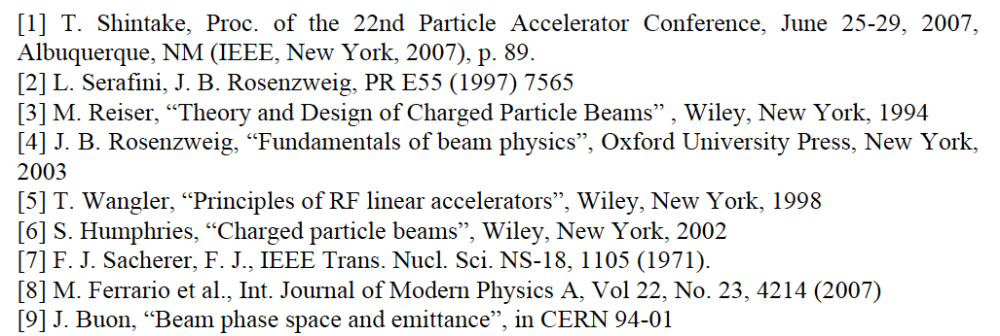 [1] T. Shintake, Proc. of the 22nd Particle Accelerator Conference, June 25-29, 2007,
Albuquerque, NM (IEEE, New York, 2007), p. 89.
[2] L. Serafini, J. B. Rosenzweig, PR E55 (1997) 7565
[3] M. Reiser, “Theory and Design of Charged Particle Beams” , Wiley, New York, 1994
[4] J. B. Rosenzweig, “Fundamentals of beam physics”, Oxford University Press, New York,
2003
[5] T. Wangler, “Principles of RF linear accelerators”, Wiley, New York, 1998
[6] S. Humphries, “Charged particle beams”, Wiley, New York, 2002
[7] F. J. Sacherer, F. J., IEEE Trans. Nucl. Sci. NS-18, 1105 (1971).
[8] M. Ferrario et al., Int. Journal of Modern Physics A, Vol 22, No. 23, 4214 (2007)
[9] J. Buon, “Beam phase space and emittance”, in CERN 94-01